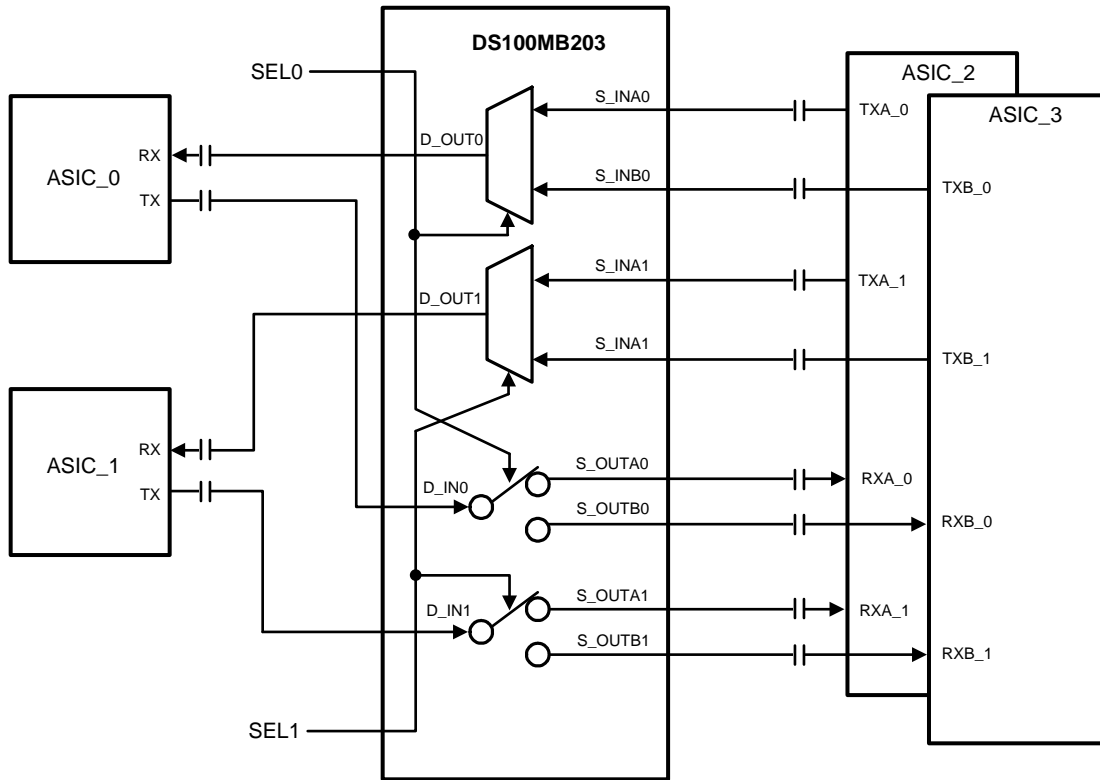 DS100MB203
SEL0
ASIC_2
ASIC_3
S_INA0
TXA_0
D_OUT0
RX
ASIC_0
TX
S_INB0
TXB_0
S_INA1
TXA_1
D_OUT1
S_INA1
TXB_1
RX
ASIC_1
TX
D_IN0
S_OUTA0
RXA_0
S_OUTB0
RXB_0
D_IN1
S_OUTA1
RXA_1
S_OUTB1
RXB_1
SEL1